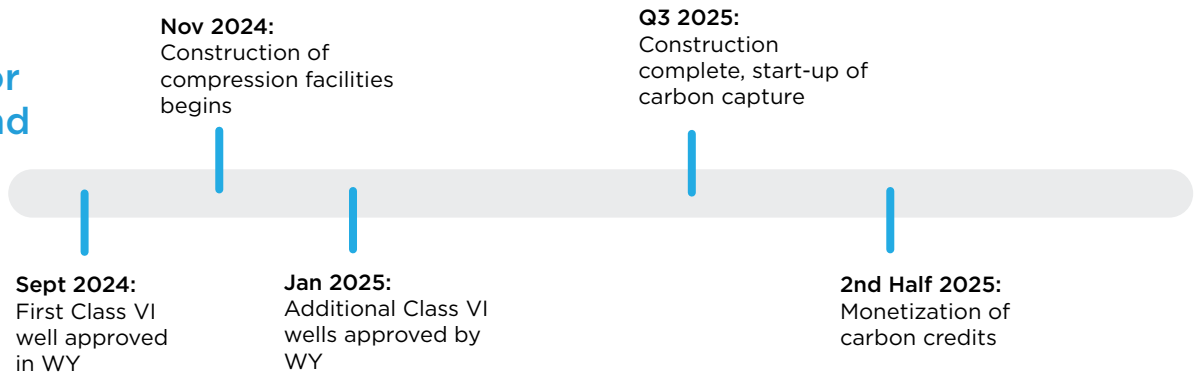 Nov 2024:
Construction of
compression facilities
begins
Q3 2025:
Construction
complete, start-up of
carbon capture
Sept 2024:
First Class VI
well approved
in WY
Jan 2025:
Additional Class VI
wells approved by
WY
2nd Half 2025:
Monetization of
carbon credits